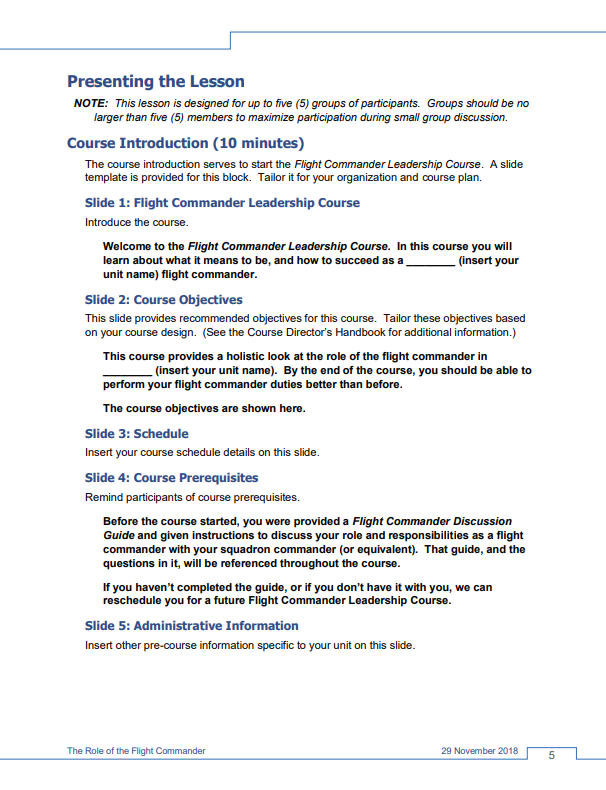 Presenting the Lesson
NOTE: This lesson is designed for up to five (5) groups of participants. Groups should be no
larger than five (5) members to maximize participation during small group discussion.
Course Introduction (10 minutes)
The course introduction serves to start the Flight Commander Leadership Course. A slide
template is provided for this block. Tailor it for your organization and course plan.
Slide 1: Flight Commander Leadership Course
Introduce the course.
Welcome to the Flight Commander Leadership Course. In this course you will
learn about what it means to be, and how to succeed as a ________ (insert your
unit name) flight commander.
Slide 2: Course Objectives
This slide provides recommended objectives for this course. Tailor these objectives based
on your course design. (See the Course Director's Handbook for additional information.)
This course provides a holistic look at the role of the flight commander in
________ (insert your unit name). By the end of the course, you should be able to
perform your flight commander duties better than before.
The course objectives are shown here.
Slide 3: Schedule
Insert your course schedule details on this slide.
Slide 4: Course Prerequisites
Remind participants of course prerequisites.
Before the course started, you were provided a Flight Commander Discussion
Guide and given instructions to discuss your role and responsibilities as a flight
commander with your squadron commander (or equivalent). That guide, and the
questions in it, will be referenced throughout the course.
If you haven't completed the guide, or if you don't have it with you, we can
reschedule you for a future Flight Commander Leadership Course.
Slide 5: Administrative Information
Insert other pre-course information specific to your unit on this slide.
The Role of the Flight Commander 29 November 2018 5